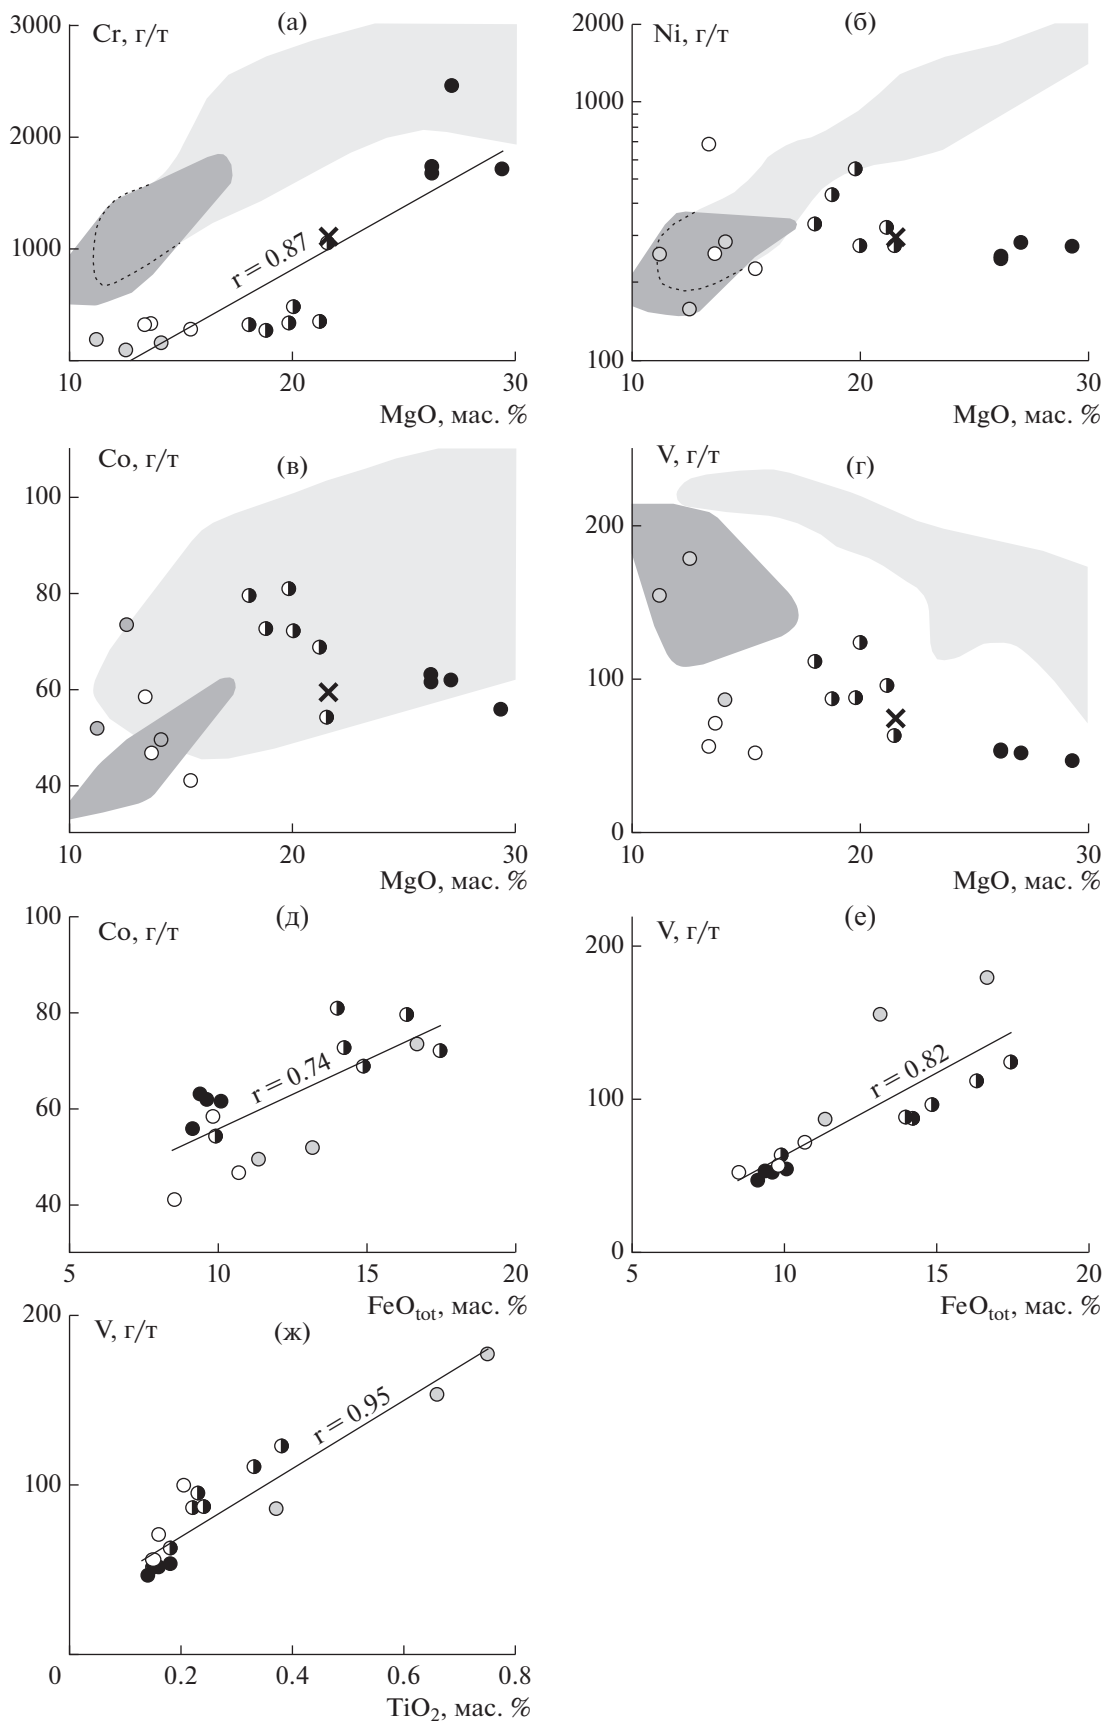 3000
Cr, г/т
(а)
2000
1000
r = 0.87
10
20
30
MgO, мас. %
2000
Ni, г/т
(б)
1000
100
10
20
30
MgO, мас. %
Co, г/т
(в)
100
80
60
40
10
20
30
MgO, мас. %
V, г/т
(г)
200
100
0
10
20
30
MgO, мас. %
100
Co, г/т
(д)
80
r = 0.74
60
40
5
10
15
20
FeOtot, мас. %
V, г/т
(е)
200
r = 0.82
100
0
5
10
15
20
FeOtot, мас. %
200
V, г/т
(ж)
r = 0.95
100
0
0.2
0.4
0.6
0.8
TiO2, мас. %